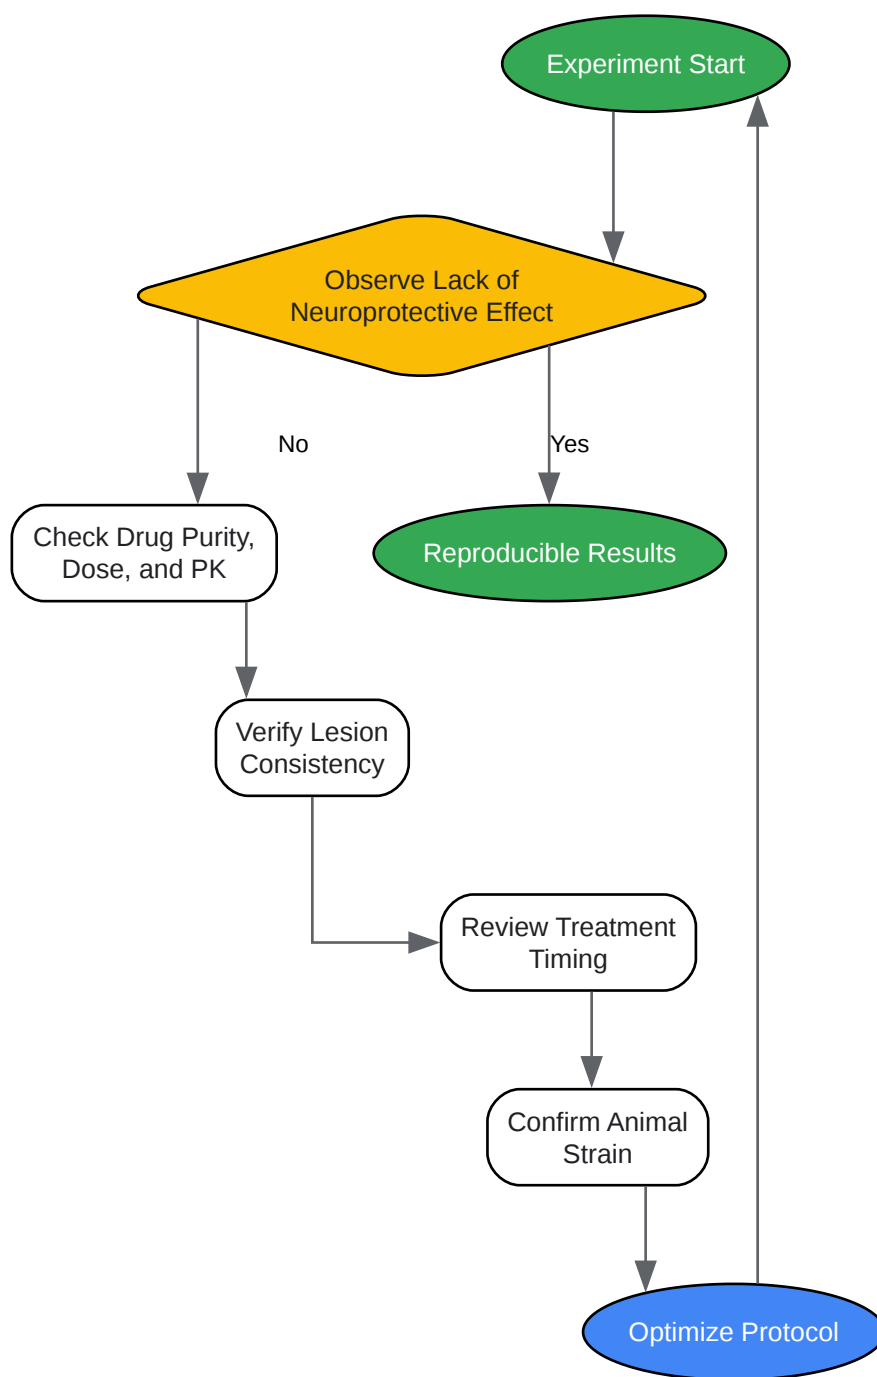 Experiment Start
Observe Lack of
Neuroprotective Effect
No
Yes
Check Drug Purity,
Dose, and PK
Reproducible Results
Verify Lesion
Consistency
Review Treatment
Timing
Confirm Animal
Strain
Optimize Protocol